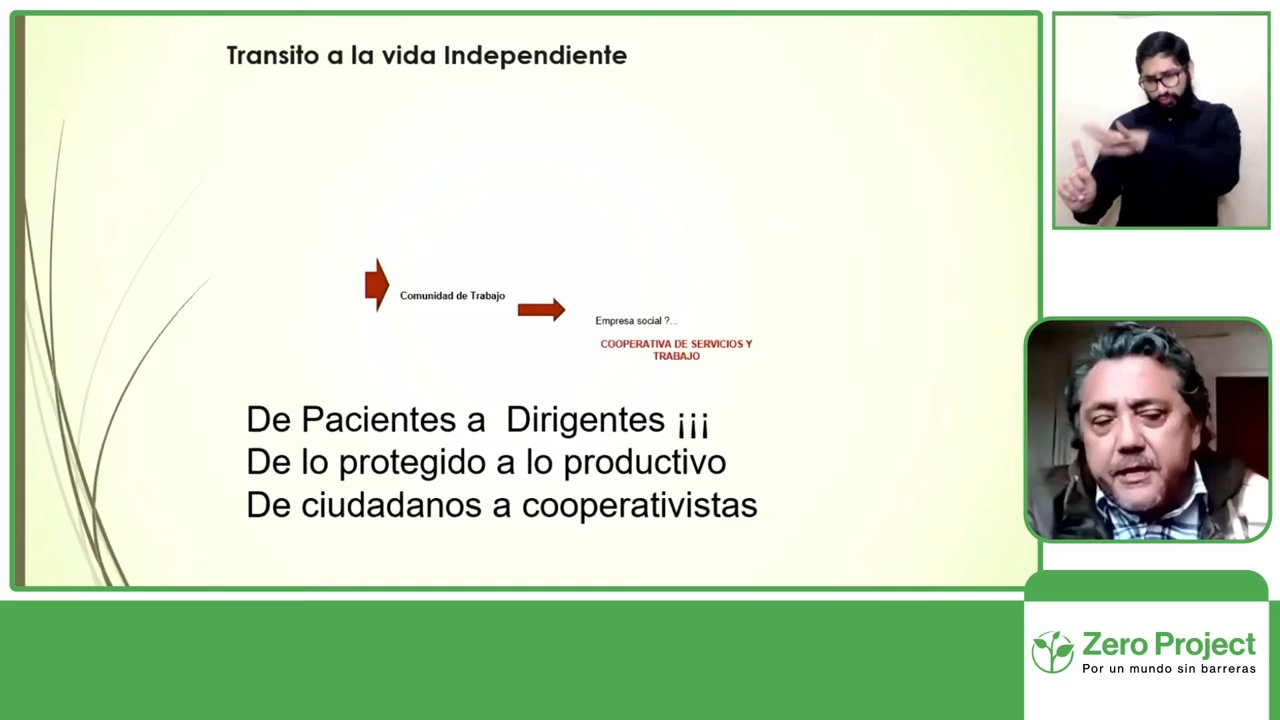 Transito a la vida Independiente
Comunidad de Trabajo
Empresa social ?...
COOPERATIVA DE SERVICIOS Y
TRABAJO
De Pacientes a  Dirigentes ¡¡¡
De lo protegido a lo productivo
De ciudadanos a cooperativistas
Zero Project
Por un mundo sin barreras